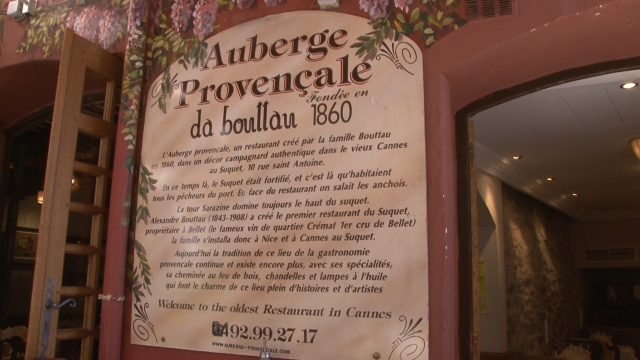 Auberge
Provençale
Fondée en
da bouttau 1860
L'Auberge provençale, un restaurant créé par la famille Bouttau
en 1860, dans un décor campagnard authentique dans le vieux Cannes
au Suquet, 10 rue saint Antoine.
En ce temps là, le Suquet était fortifié, et c'est là qu'habitaient
tous les pêcheurs du port. En face du restaurant on salait les anchois.
La tour Sarazine domine toujours le haut du suquet.
Alexandre Bouttau (1843-1908) a créé le premier restaurant du Suquet,
propriétaire à Bellet (le fameux vin de quartier Crémat 1er cru de Bellet)
la famille s'installa donc à Nice et à Cannes au Suquet.
Aujourd'hui la tradition de ce lieu de la gastronomie
provençale continue et existe encore plus, avec ses spécialités,
sa cheminée au feu de bois, chandelles et lampes à l'huile
qui font le charme de ce lieu plein d'histoires et d'artistes
Welcome to the oldest Restaurant in Cannes
0492.99.27.17
www.auberge-provencale.com